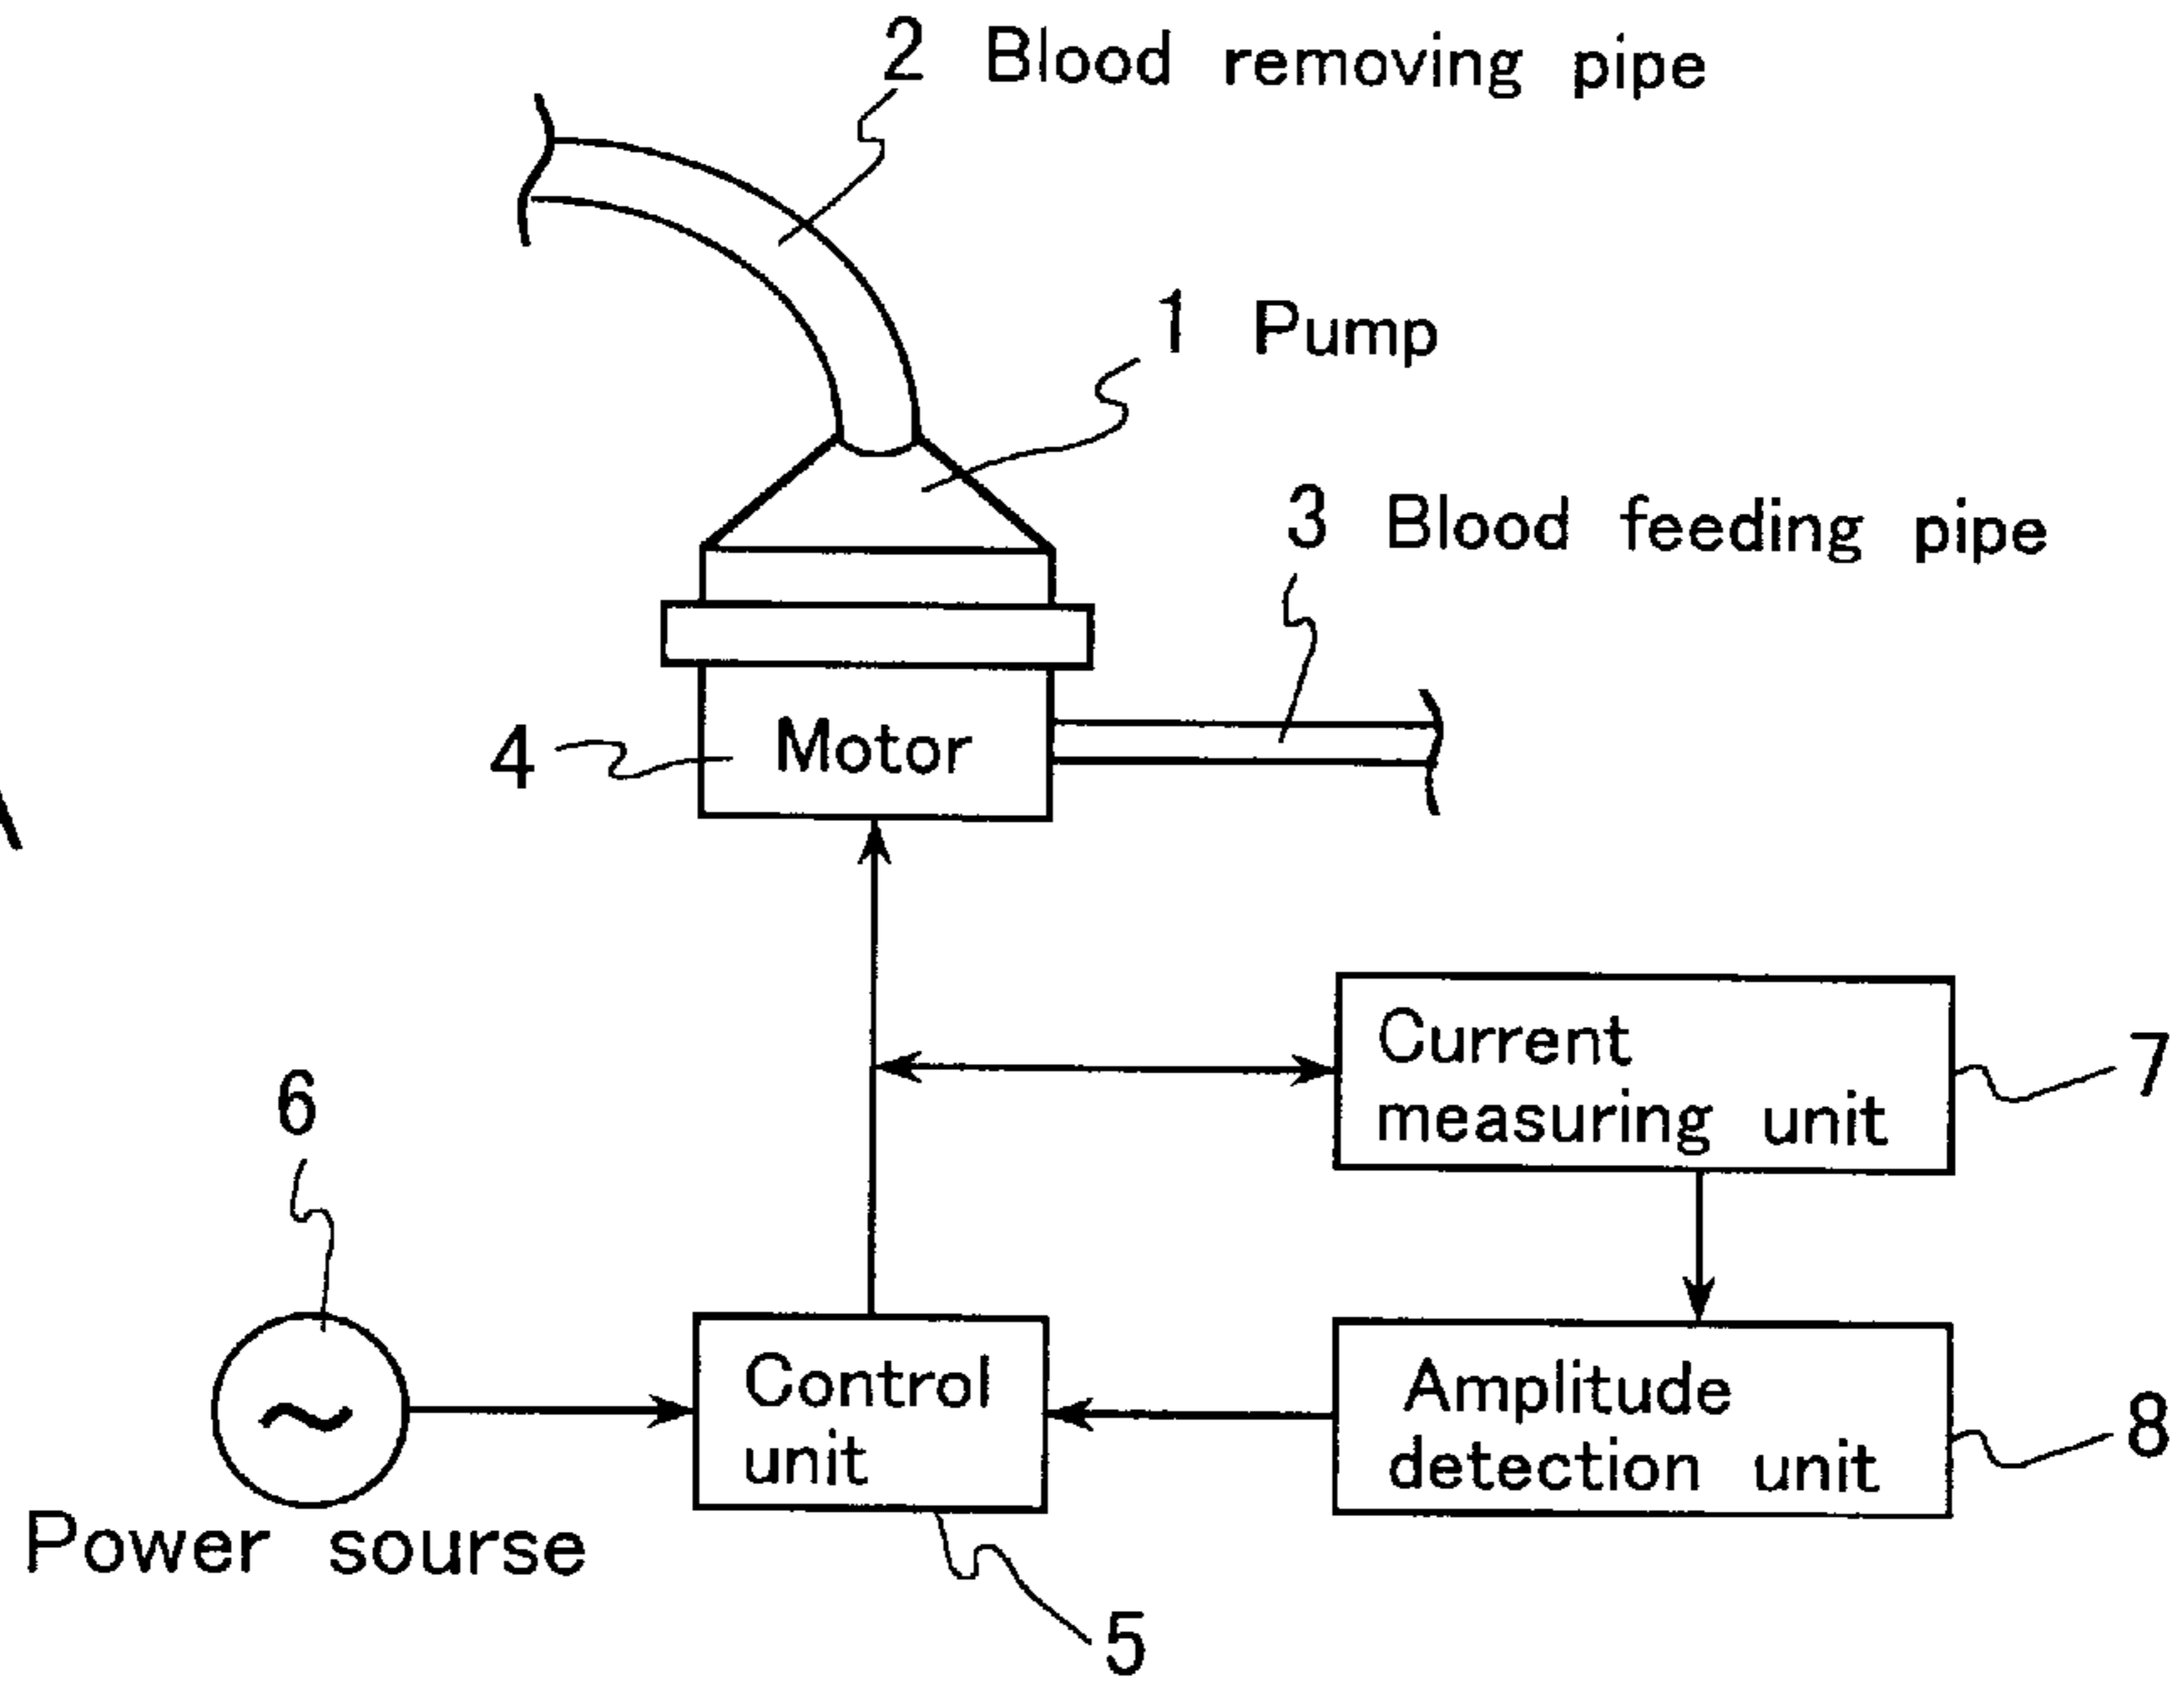 2 Blood removing pipe
1 Pump
3 Blood feeding pipe
4
Motor
Current
measuring unit
7
6
Control
unit
Amplitude
detection unit
8
Power sourse
5